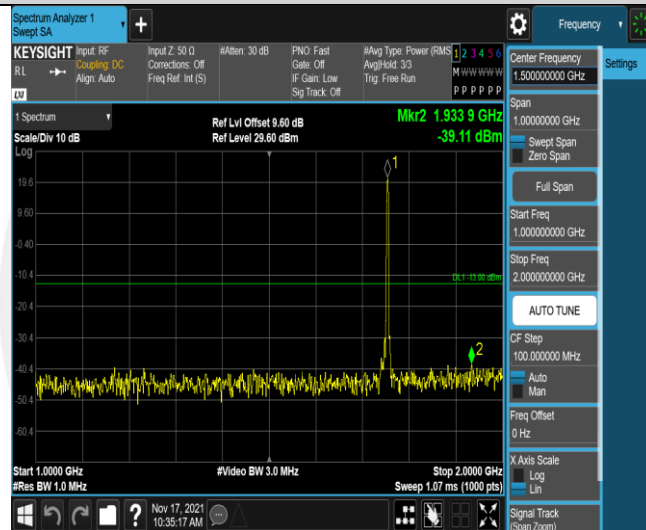 Spectrum Analyzer 1
Swept SA
+
Frequency
KEYSIGHT
RL
LXI
Input: RF
Coupling: DC
Align: Auto
Input Z: 50 Ω
Corrections: Off
Freq Ref: Int (S)
#Atten: 30 dB
PNO: Fast
Gate: Off
IF Gain: Low
Sig Track: Off
#Avg Type: Power (RMS
Avg|Hold: 3/3
Trig: Free Run
1 2 3 4 5 6
M W W W W W
P P P P P P
1 Spectrum
Scale/Div 10 dB
Log
Ref Lvl Offset 9.60 dB
Ref Level 29.60 dBm
Mkr2 1.933 9 GHz
-39.11 dBm
19.6
9.60
-0.40
-10.4
-20.4
-30.4
-40.4
-50.4
-60.4
1
DL1 -13.00 dBm
2
Start 1.0000 GHz
#Res BW 1.0 MHz
#Video BW 3.0 MHz
Stop 2.0000 GHz
Sweep 1.07 ms (1000 pts)
Nov 17, 2021
10:35:17 AM
?
Center Frequency
1.500000000 GHz
Span
1.00000000 GHz
Swept Span
Zero Span
Full Span
Start Freq
1.000000000 GHz
Stop Freq
2.000000000 GHz
AUTO TUNE
CF Step
100.000000 MHz
Auto
Man
Freq Offset
0 Hz
X Axis Scale
Log
Lin
Signal Track
(Span Zoom)
Settings